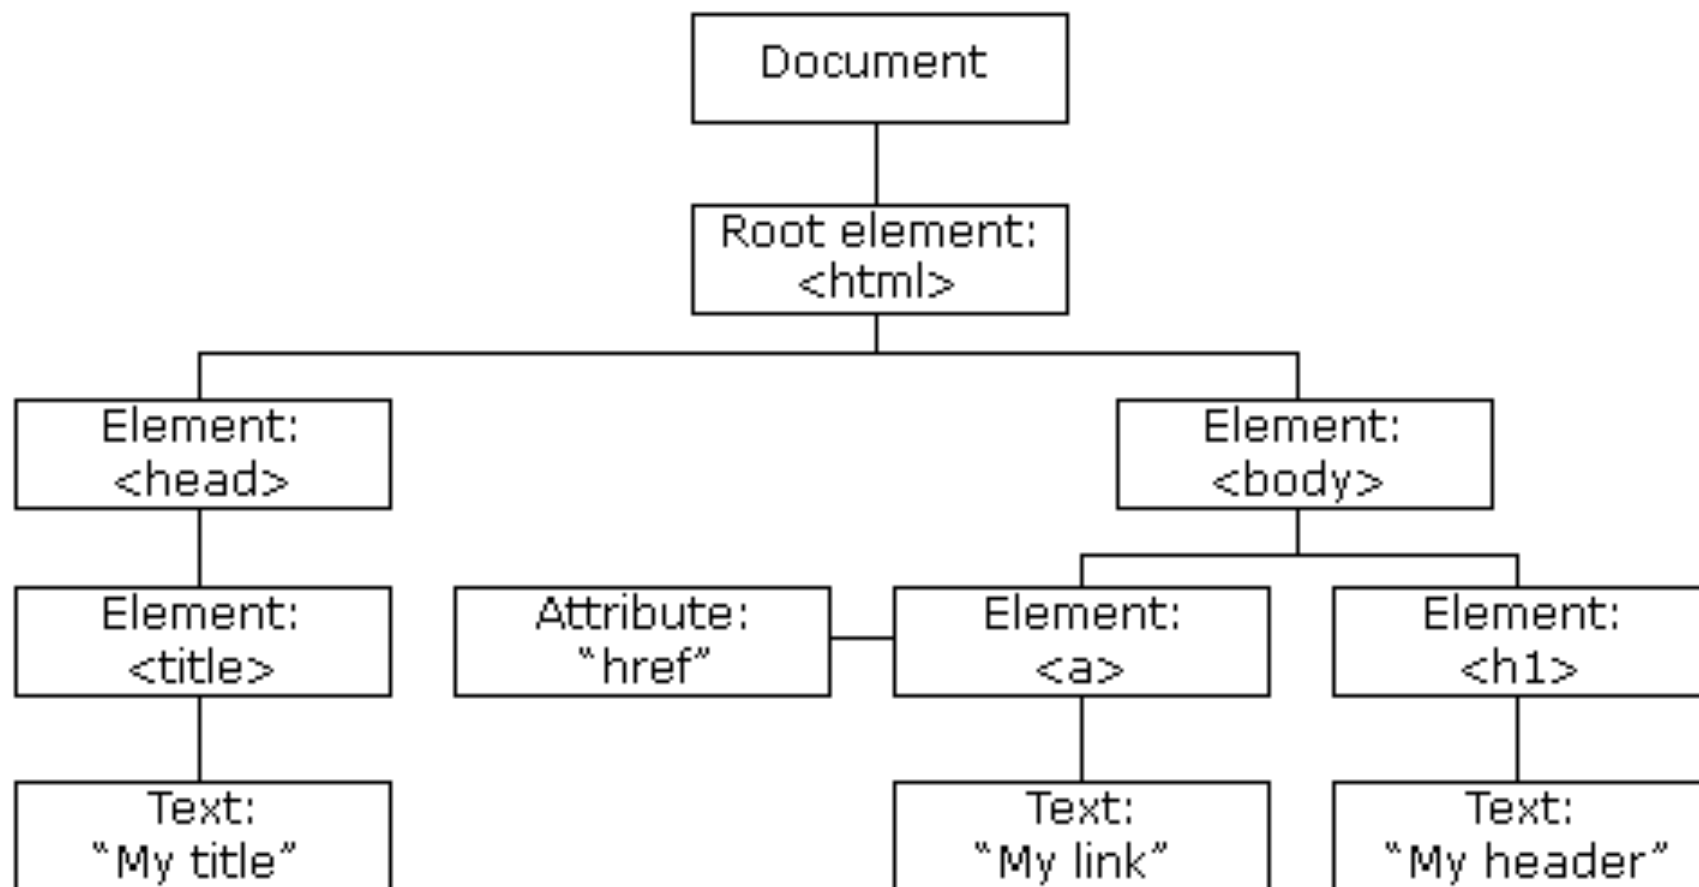 Document
Root element:
<html>
Element:
<head>
Element:
<body>
Element:
<title>
Attribute:
“href”
Element:
<a>
Element:
<h1>
Text:
“My title”
Text:
“My link”
Text:
“My header”